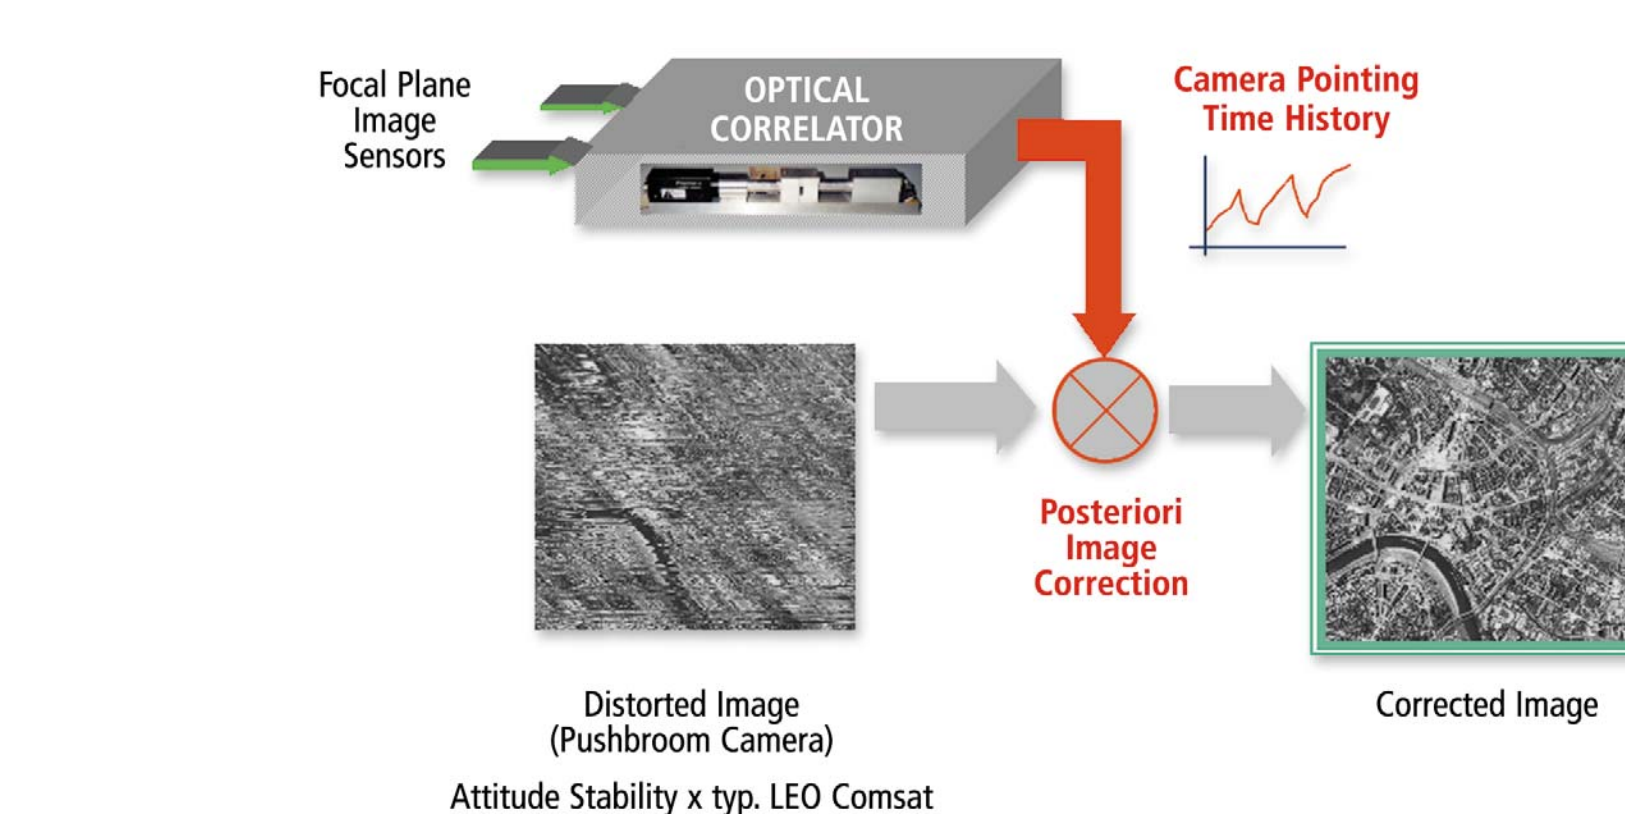 Focal Plane
Image
Sensors
OPTICAL
CORRELATOR
Camera Pointing
Time History
Posteriori
Image
Correction
Distorted Image
(Pushbroom Camera)
Corrected Image
Attitude Stability x typ. LEO Comsat